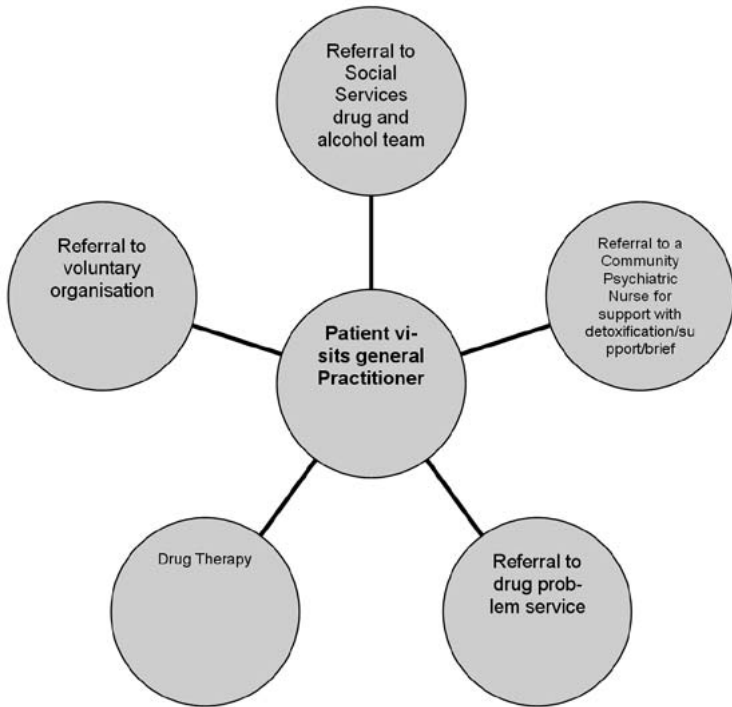 Referral to
Social
Services
drug and
alcohol team
Referral to
voluntary
organisation
Referral to a
Community
Psychiatric
Nurse for
support with
detoxification/su
pport/brief
Patient vi-
sits general
Practitioner
Drug Therapy
Referral to
drug prob-
lem service